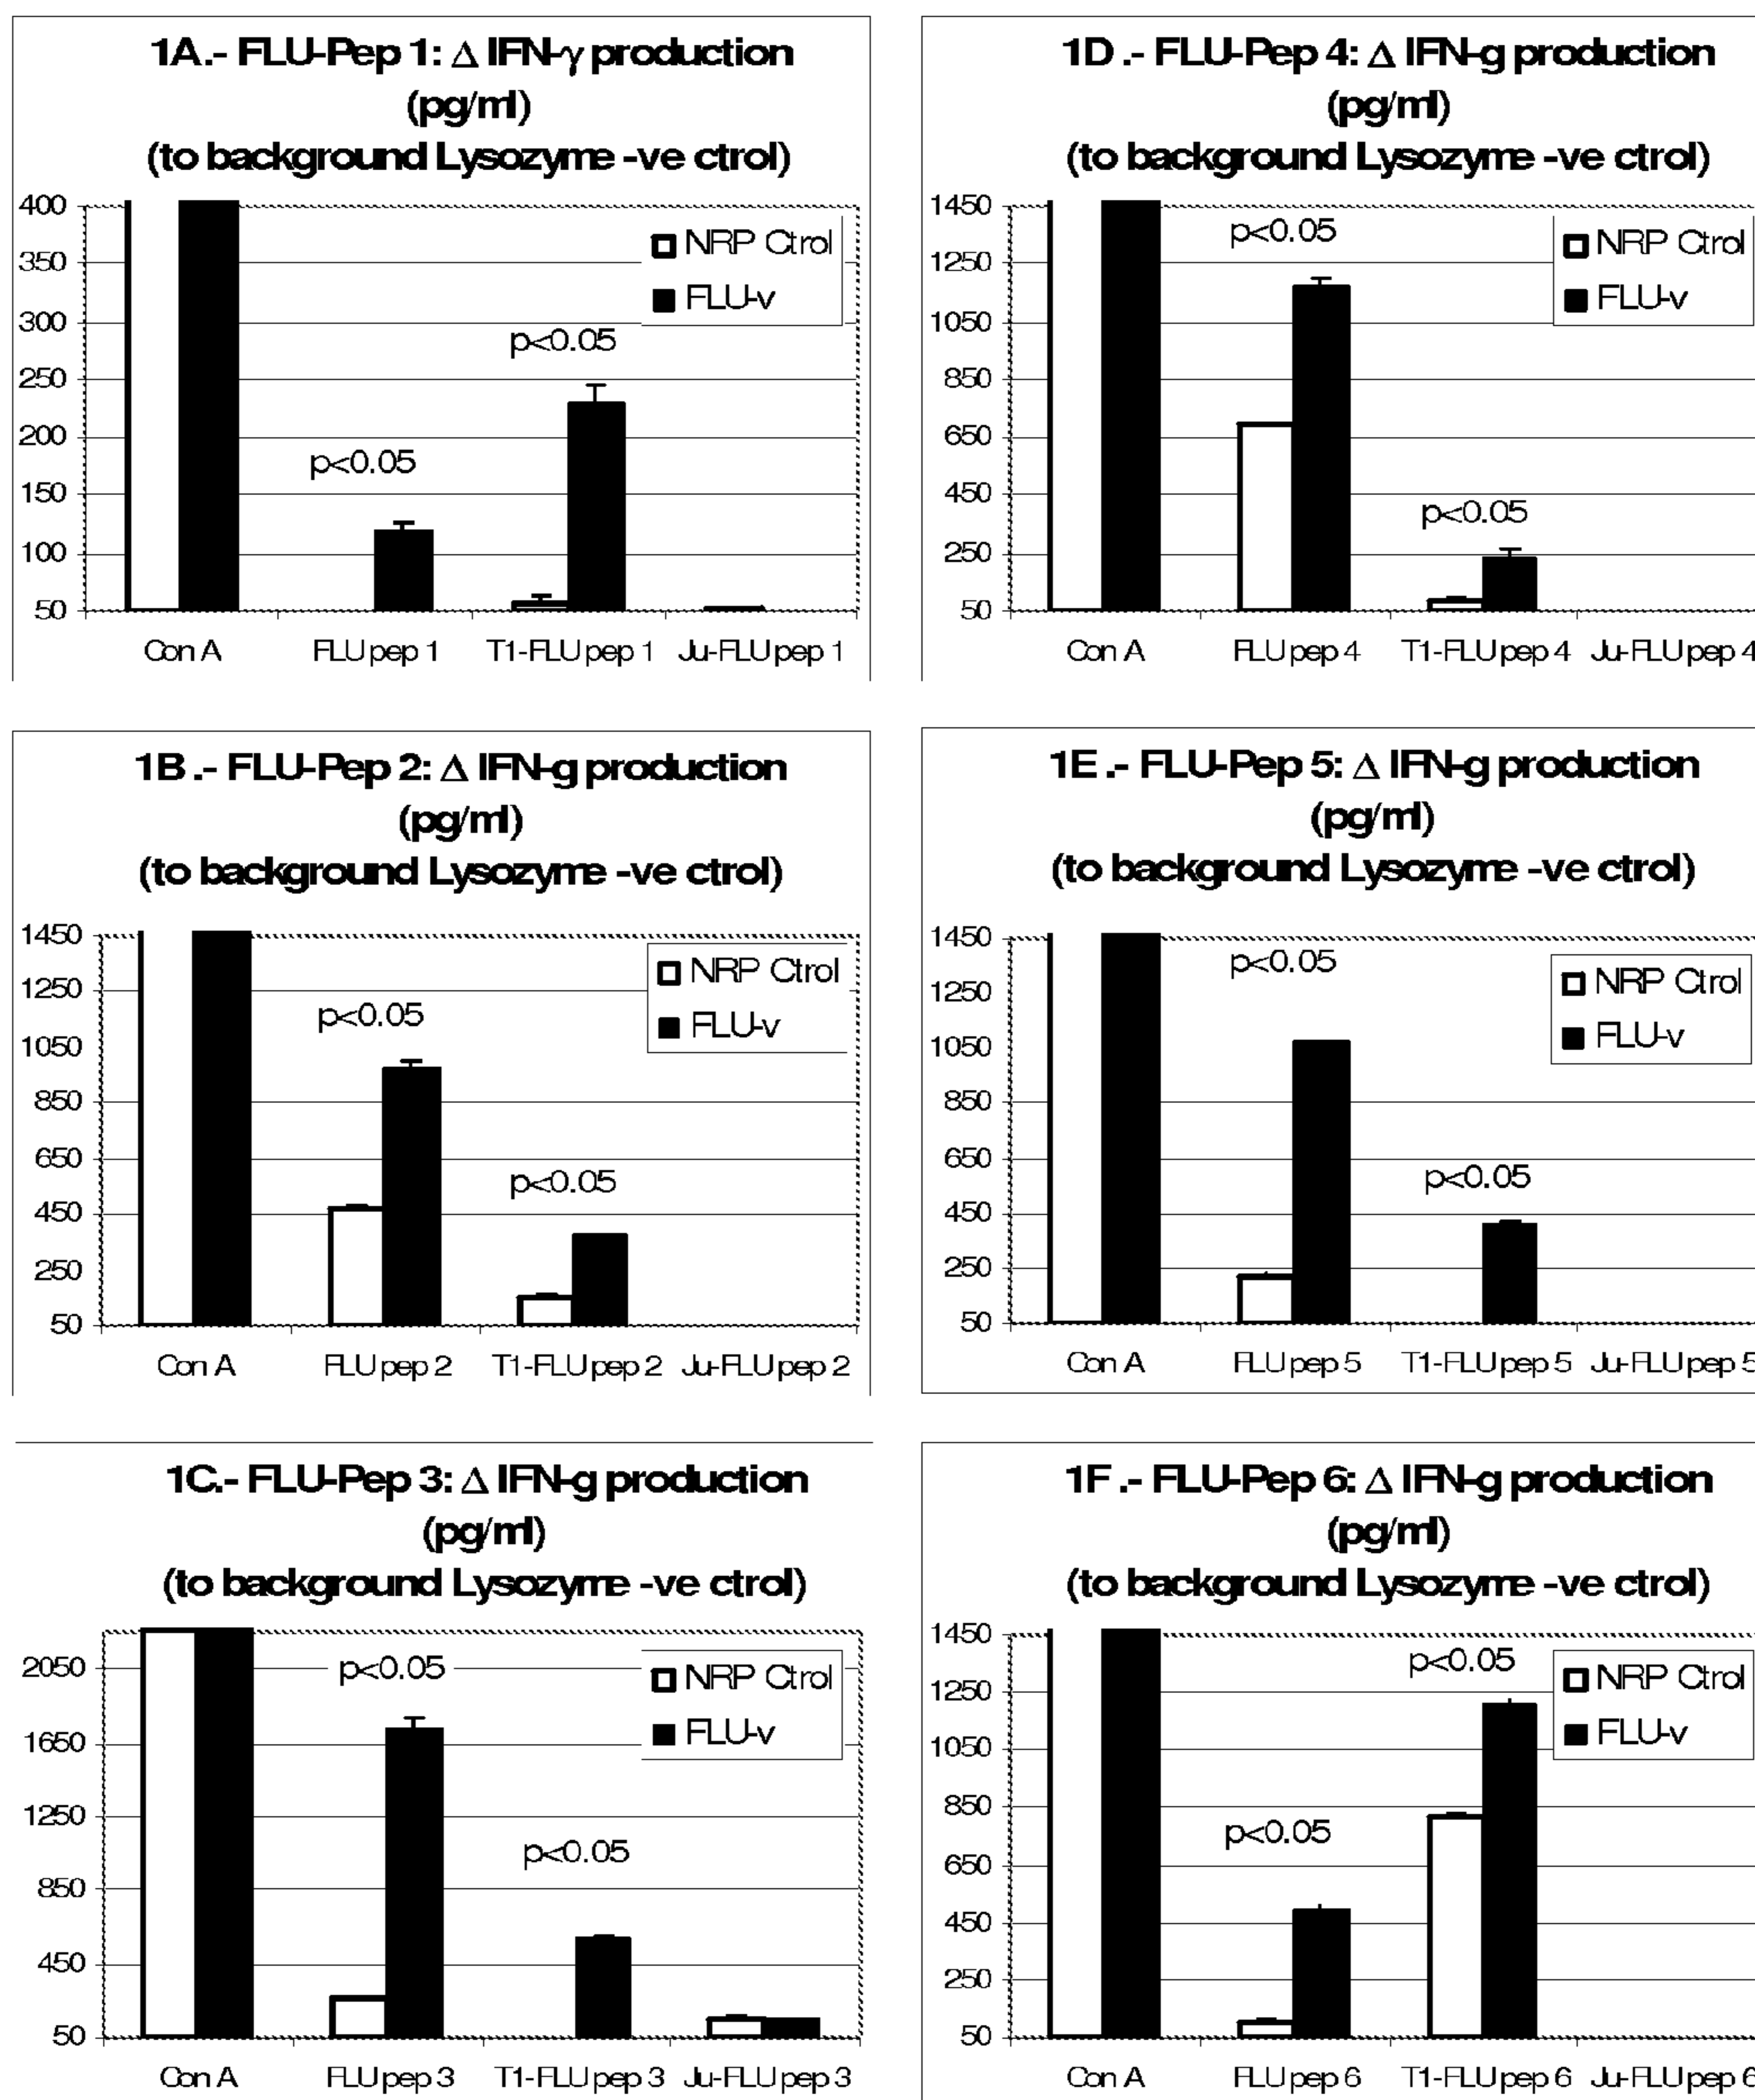 1A.- FLU-Pep 1: Δ IFN-γ production
(pg/ml)
(to background Lysozyme -ve ctrol)
400
350
300
250
200
150
100
50
NRP Ctrol
FLU-v
p<0.05
p<0.05
Con A FLU pep 1 T1-FLU pep 1 Ju-FLU pep 1
1D .- FLU-Pep 4: Δ IFN-g production
(pg/ml)
(to background Lysozyme -ve ctrol)
1450
1250
1050
850
650
450
250
50
p<0.05
NRP Ctrol
FLU-v
p<0.05
Con A FLU pep 4 T1-FLU pep 4 Ju-FLU pep 4
1B .- FLU-Pep 2: Δ IFN-g production
(pg/ml)
(to background Lysozyme -ve ctrol)
1450
1250
1050
850
650
450
250
50
NRP Ctrol
FLU-v
p<0.05
p<0.05
Con A FLU pep 2 T1-FLU pep 2 Ju-FLU pep 2
1E .- FLU-Pep 5: Δ IFN-g production
(pg/ml)
(to background Lysozyme -ve ctrol)
1450
1250
1050
850
650
450
250
50
p<0.05
NRP Ctrol
FLU-v
p<0.05
Con A FLU pep 5 T1-FLU pep 5 Ju-FLU pep 5
1C.- FLU-Pep 3: Δ IFN-g production
(pg/ml)
(to background Lysozyme -ve ctrol)
2050
1650
1250
850
450
50
p<0.05
NRP Ctrol
FLU-v
p<0.05
Con A FLU pep 3 T1-FLU pep 3 Ju-FLU pep 3
1F .- FLU-Pep 6: Δ IFN-g production
(pg/ml)
(to background Lysozyme -ve ctrol)
1450
1250
1050
850
650
450
250
50
p<0.05
NRP Ctrol
FLU-v
p<0.05
Con A FLU pep 6 T1-FLU pep 6 Ju-FLU pep 6